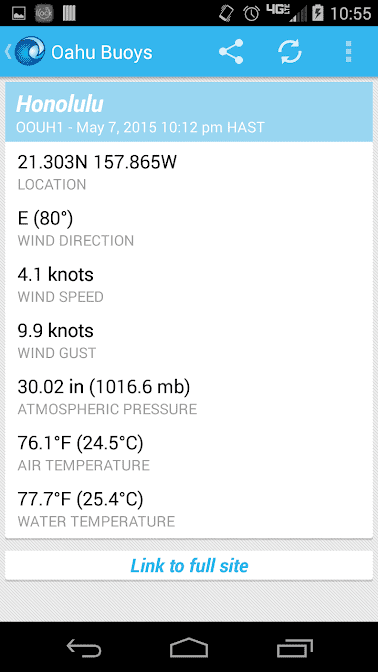 4G LTE 10:55
Oahu Buoys
Honolulu
OOUH1 - May 7, 2015 10:12 pm HAST
21.303N 157.865W
LOCATION
E (80°)
WIND DIRECTION
4.1 knots
WIND SPEED
9.9 knots
WIND GUST
30.02 in (1016.6 mb)
ATMOSPHERIC PRESSURE
76.1°F (24.5°C)
AIR TEMPERATURE
77.7°F (25.4°C)
WATER TEMPERATURE
Link to full site